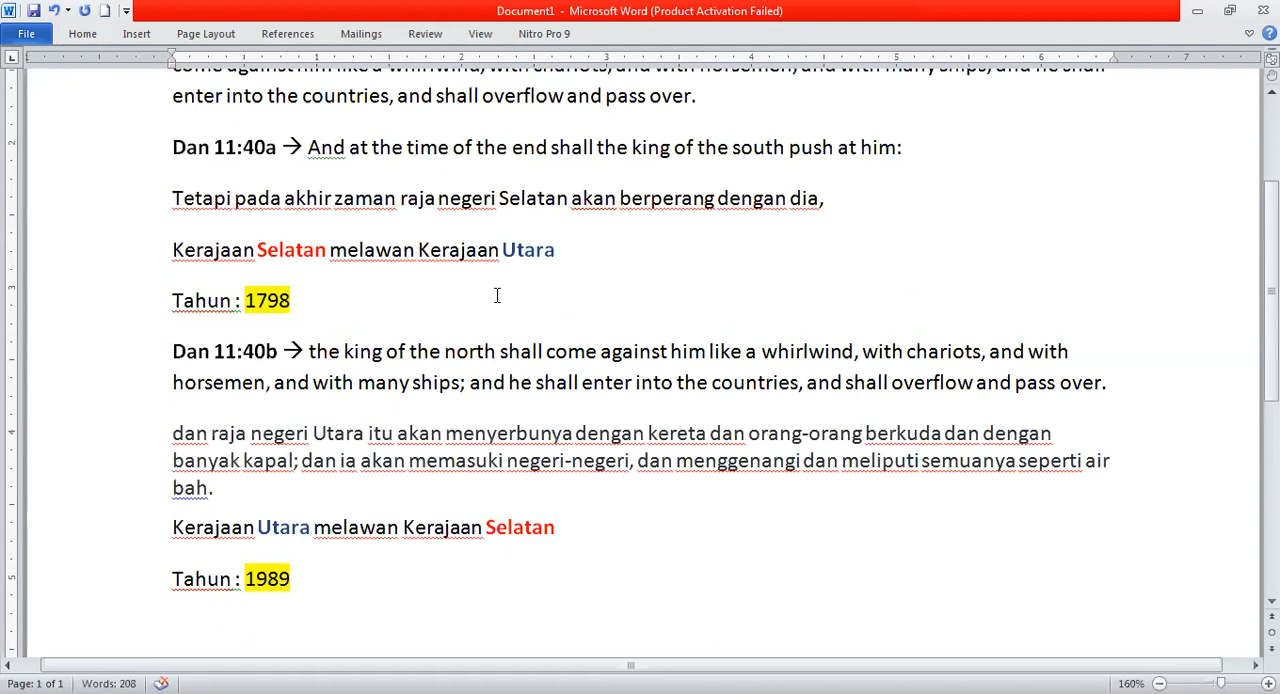 Document1 - Microsoft Word (Product Activation Failed)
File Home Insert Page Layout References Mailings Review View Nitro Pro 9
1 2 3 4 5 6 7
enter into the countries, and shall overflow and pass over.
Dan 11:40a → And at the time of the end shall the king of the south push at him:
Tetapi pada akhir zaman raja negeri Selatan akan berperang dengan dia,
Kerajaan Selatan melawan Kerajaan Utara
Tahun : 1798
Dan 11:40b → the king of the north shall come against him like a whirlwind, with chariots, and with
horsemen, and with many ships; and he shall enter into the countries, and shall overflow and pass over.
dan raja negeri Utara itu akan menyerbunya dengan kereta dan orang-orang berkuda dan dengan
banyak kapal; dan ia akan memasuki negeri-negeri, dan menggenangi dan meliputi semuanya seperti air
bah.
Kerajaan Utara melawan Kerajaan Selatan
Tahun : 1989
Page: 1 of 1 Words: 208 160%